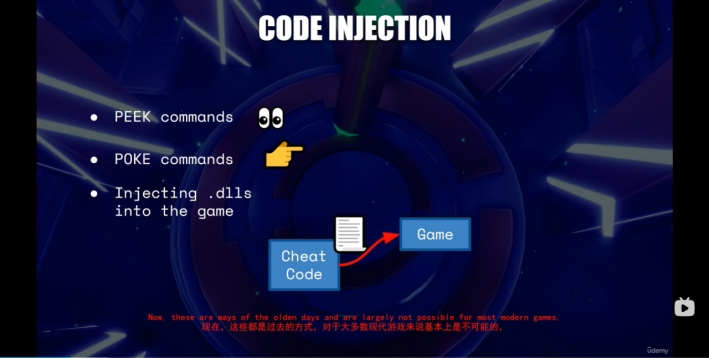 CODE INJECTION
● PEEK commands
● POKE commands
● Injecting .dlls
into the game
Cheat
Code
Game
Now, these are ways of the olden days and are largely not possible for most modern games,
现在，这些都是过去的方式，对于大多数现代游戏来说基本上是不可能的，
ûdemy